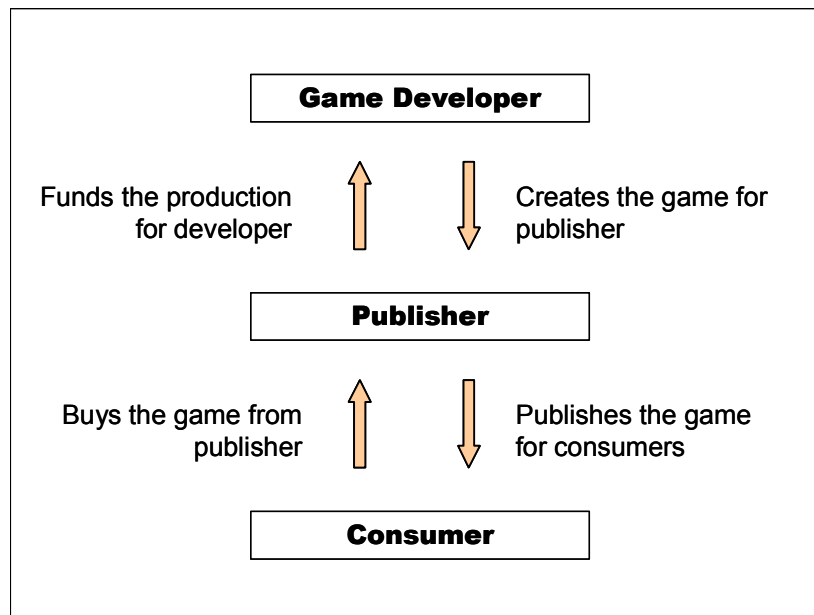 Game Developer
Funds the production
for developer
Creates the game for
publisher
Publisher
Buys the game from
publisher
Publishes the game
for consumers
Consumer